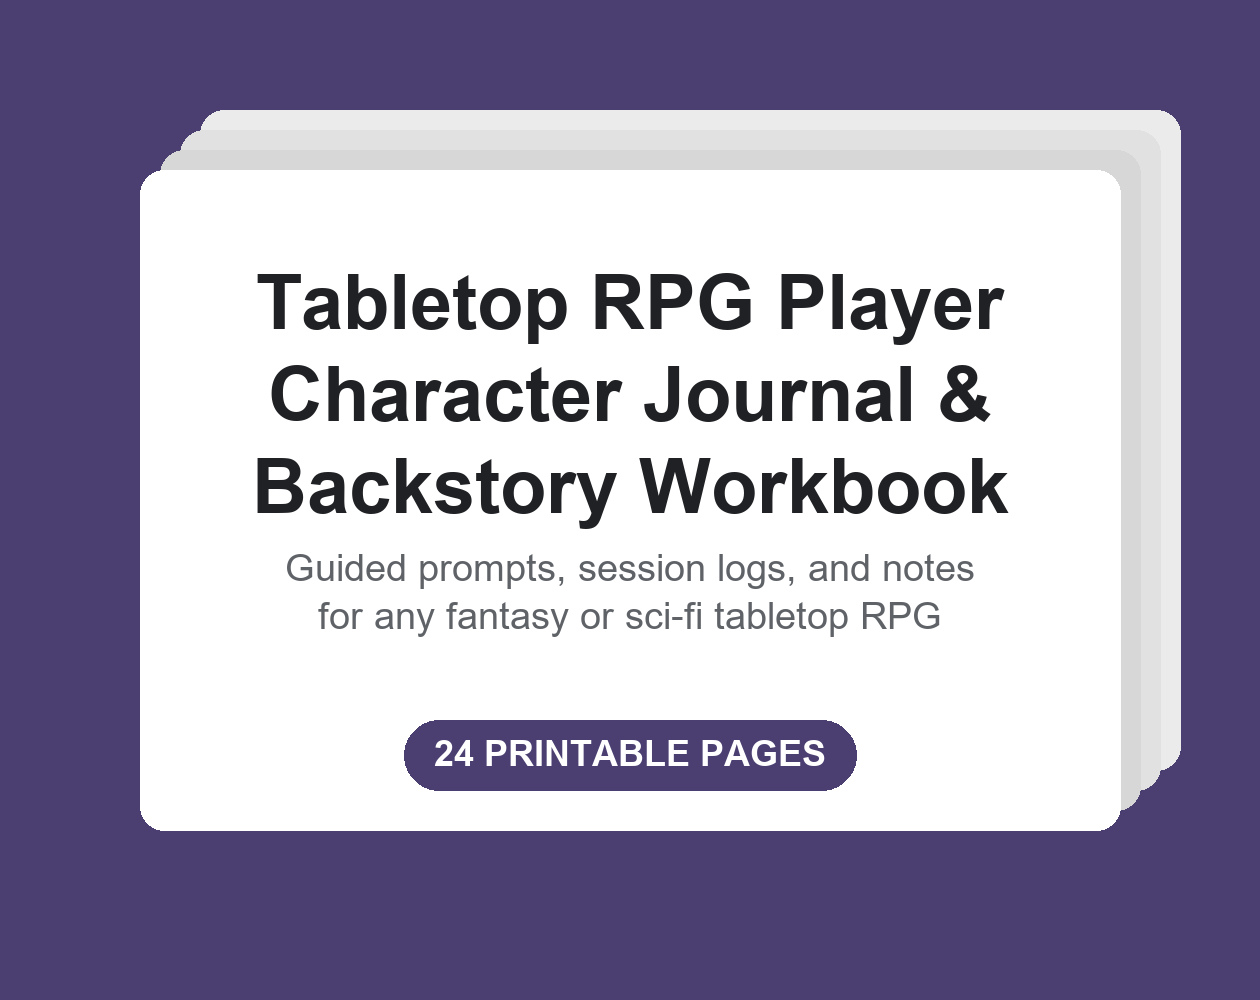 Tabletop RPG Player
Character Journal &
Backstory Workbook
Guided prompts, session logs, and notes
for any fantasy or sci-fi tabletop RPG
24 PRINTABLE PAGES